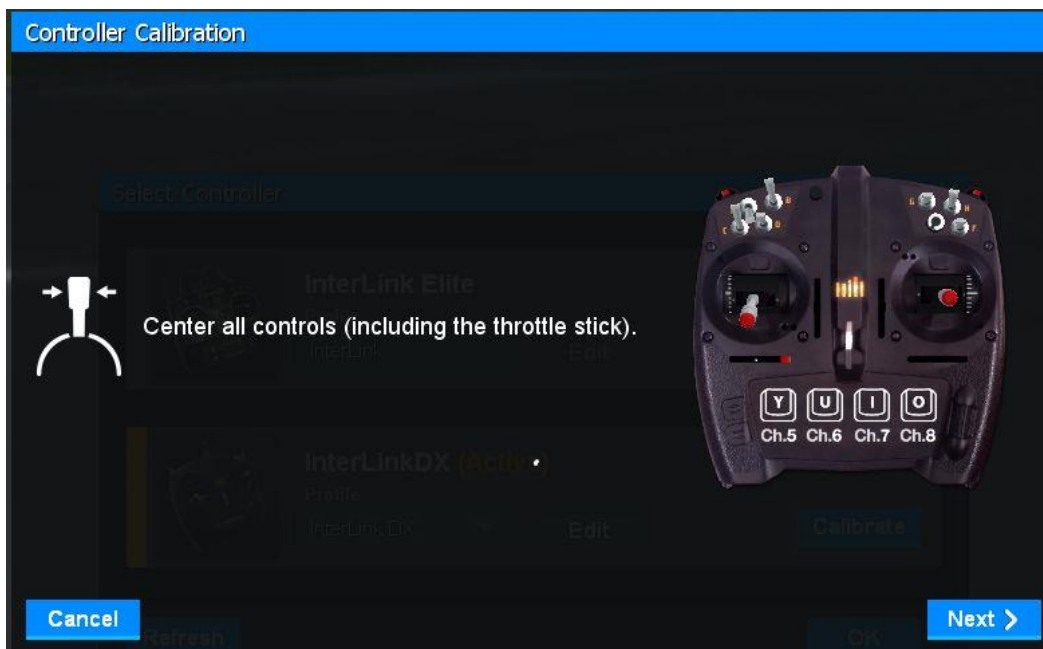 Controller Calibration
Select Controller
InterLink Elite
Center all controls (including the throttle stick).
InterLink
Edit
Y U I O
Ch.5 Ch.6 Ch.7 Ch.8
InterLinkDX (Active)
Profile
InterLink DX
Edit
Calibrate
Cancel
Next >
Refresh
OK